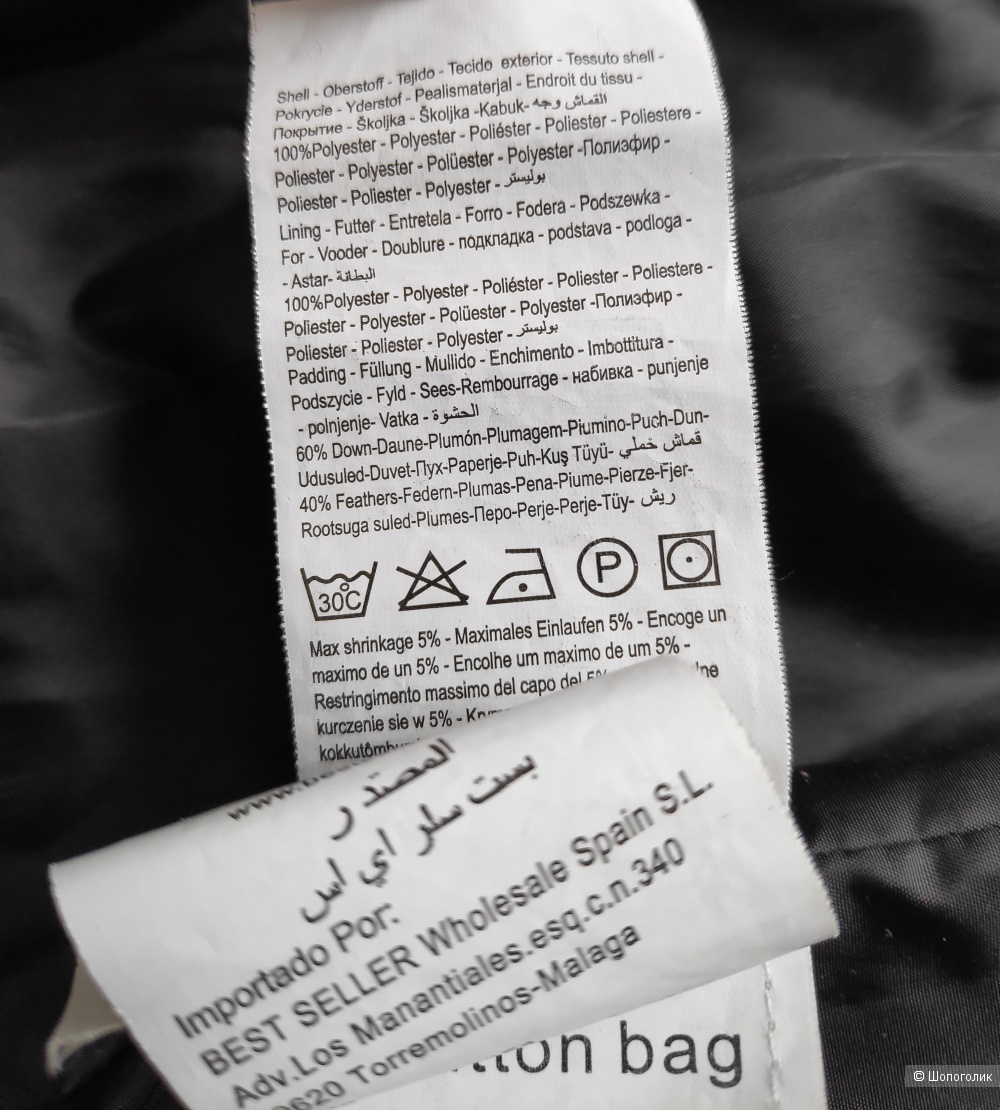 Shell - Oberstoff - Tejido - Tecido exterior - Tessuto shell -
Pokrycie - Yderstof - Pealismaterjal - Endroit du tissu -
Покрытие - Školjka - Školjka -Kabuk- القماش وجه
100%Polyester - Polyester - Poliéster - Poliester - Poliestere -
Poliester - Polyester - Polüester - Polyester -Полиэфир -
Poliester - Poliester - Polyester - بوليستر
Lining - Futter - Entretela - Forro - Fodera - Podszewka -
For - Vooder - Doublure - подкладка - podstava - podloga -
- Astar- البطانة
100%Polyester - Polyester - Poliéster - Poliester - Poliestere -
Poliester - Polyester - Polüester - Polyester -Полиэфир -
Poliester - Poliester - Polyester - بوليستر
Padding - Füllung - Mullido - Enchimento - Imbottitura -
Podszycie - Fyld - Sees-Rembourrage - набивка - punjenje
- polnjenje- Vatka - الحشوة
60% Down-Daune-Plumón-Plumagem-Piumino-Puch-Dun-
Udusuled-Duvet-Пух-Paperje-Puh-Kuş Tüyü- قماش خملي
40% Feathers-Federn-Plumas-Pena-Piume-Pierze-Fjer-
Rootsuga suled-Plumes-Перо-Perje-Perje-Tüy- ريش
30C P
Max shrinkage 5% - Maximales Einlaufen 5% - Encoge un
maximo de un 5% - Encolhe um maximo de um 5% -
Restringimento massimo del capo del
kurczenie sie w 5% -
www.
المصتدر
بست سلر اي اس
Importado Por:
BEST SELLER Wholesale Spain S.L.
Adv.Los Manantiales.esq.c.n.340
Torremolinos-Malaga
bag
© Шопоголик